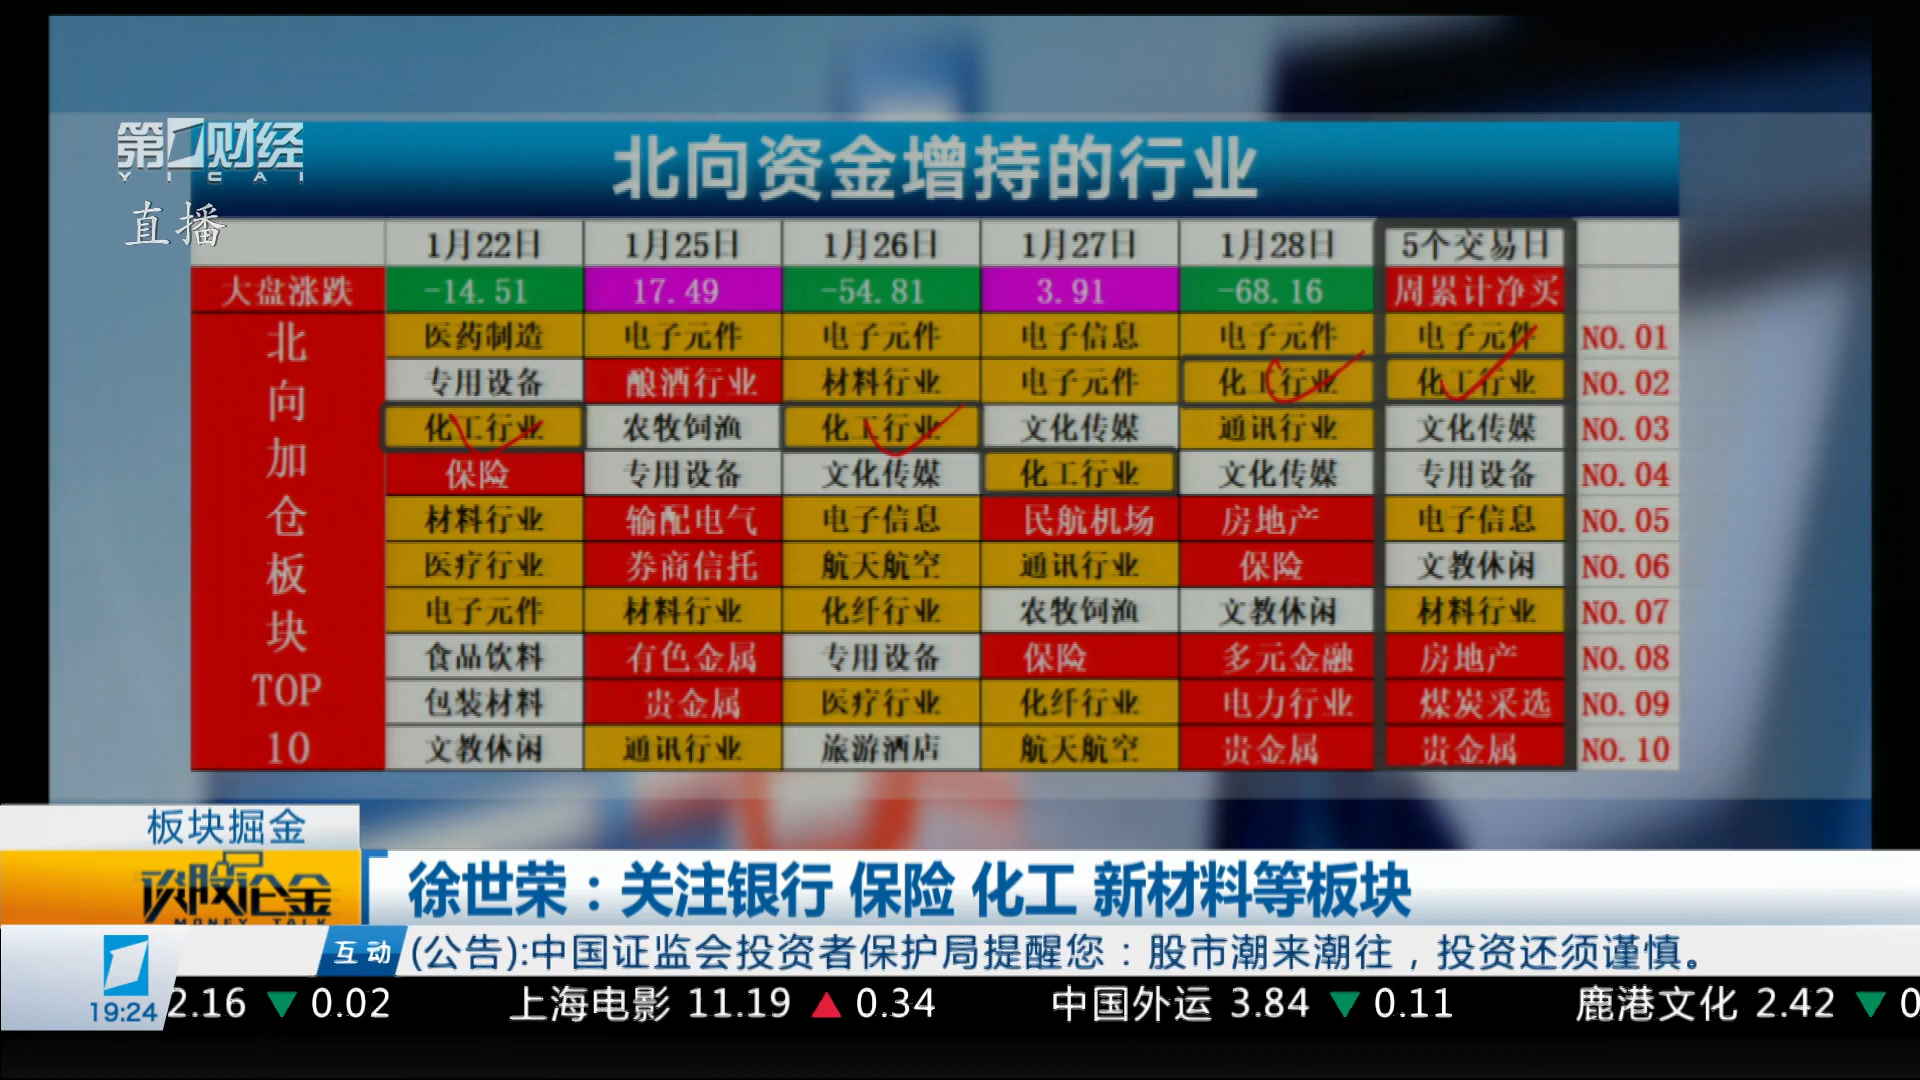 第1财经
YICAI
直播
北向资金增持的行业
1月22日 1月25日 1月26日 1月27日 1月28日 5个交易日
大盘涨跌 -14.51 17.49 -54.81 3.91 -68.16 周累计净买
北向加仓板块TOP10
医药制造 电子元件 电子元件 电子信息 电子元件 电子元件 NO.01
专用设备 酿酒行业 材料行业 电子元件 化工行业 化工行业 NO.02
化工行业 农牧饲渔 化工行业 文化传媒 通讯行业 文化传媒 NO.03
保险 专用设备 文化传媒 化工行业 文化传媒 专用设备 NO.04
材料行业 输配电气 电子信息 民航机场 房地产 电子信息 NO.05
医疗行业 券商信托 航天航空 通讯行业 保险 文教休闲 NO.06
电子元件 材料行业 化纤行业 农牧饲渔 文教休闲 材料行业 NO.07
食品饮料 有色金属 专用设备 保险 多元金融 房地产 NO.08
包装材料 贵金属 医疗行业 化纤行业 电力行业 煤炭采选 NO.09
文教休闲 通讯行业 旅游酒店 航天航空 贵金属 贵金属 NO.10
板块掘金
谈股论金
MONEY TALK
徐世荣：关注银行 保险 化工 新材料等板块
互动 (公告):中国证监会投资者保护局提醒您：股市潮来潮往，投资还须谨慎。
19:24 2.16 ▼ 0.02 上海电影 11.19 ▲ 0.34 中国外运 3.84 ▼ 0.11 鹿港文化 2.42 ▼ 0